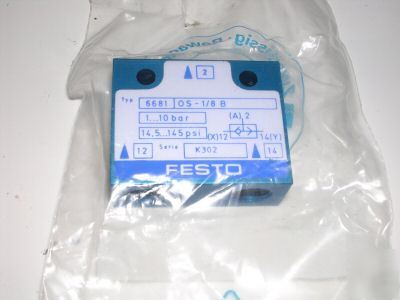 2
Typ 6681 OS-1/8 B
1...10 bar (A) 2
14,5...145 psi (X)12 14(Y)
12 Serie K302 14
FESTO